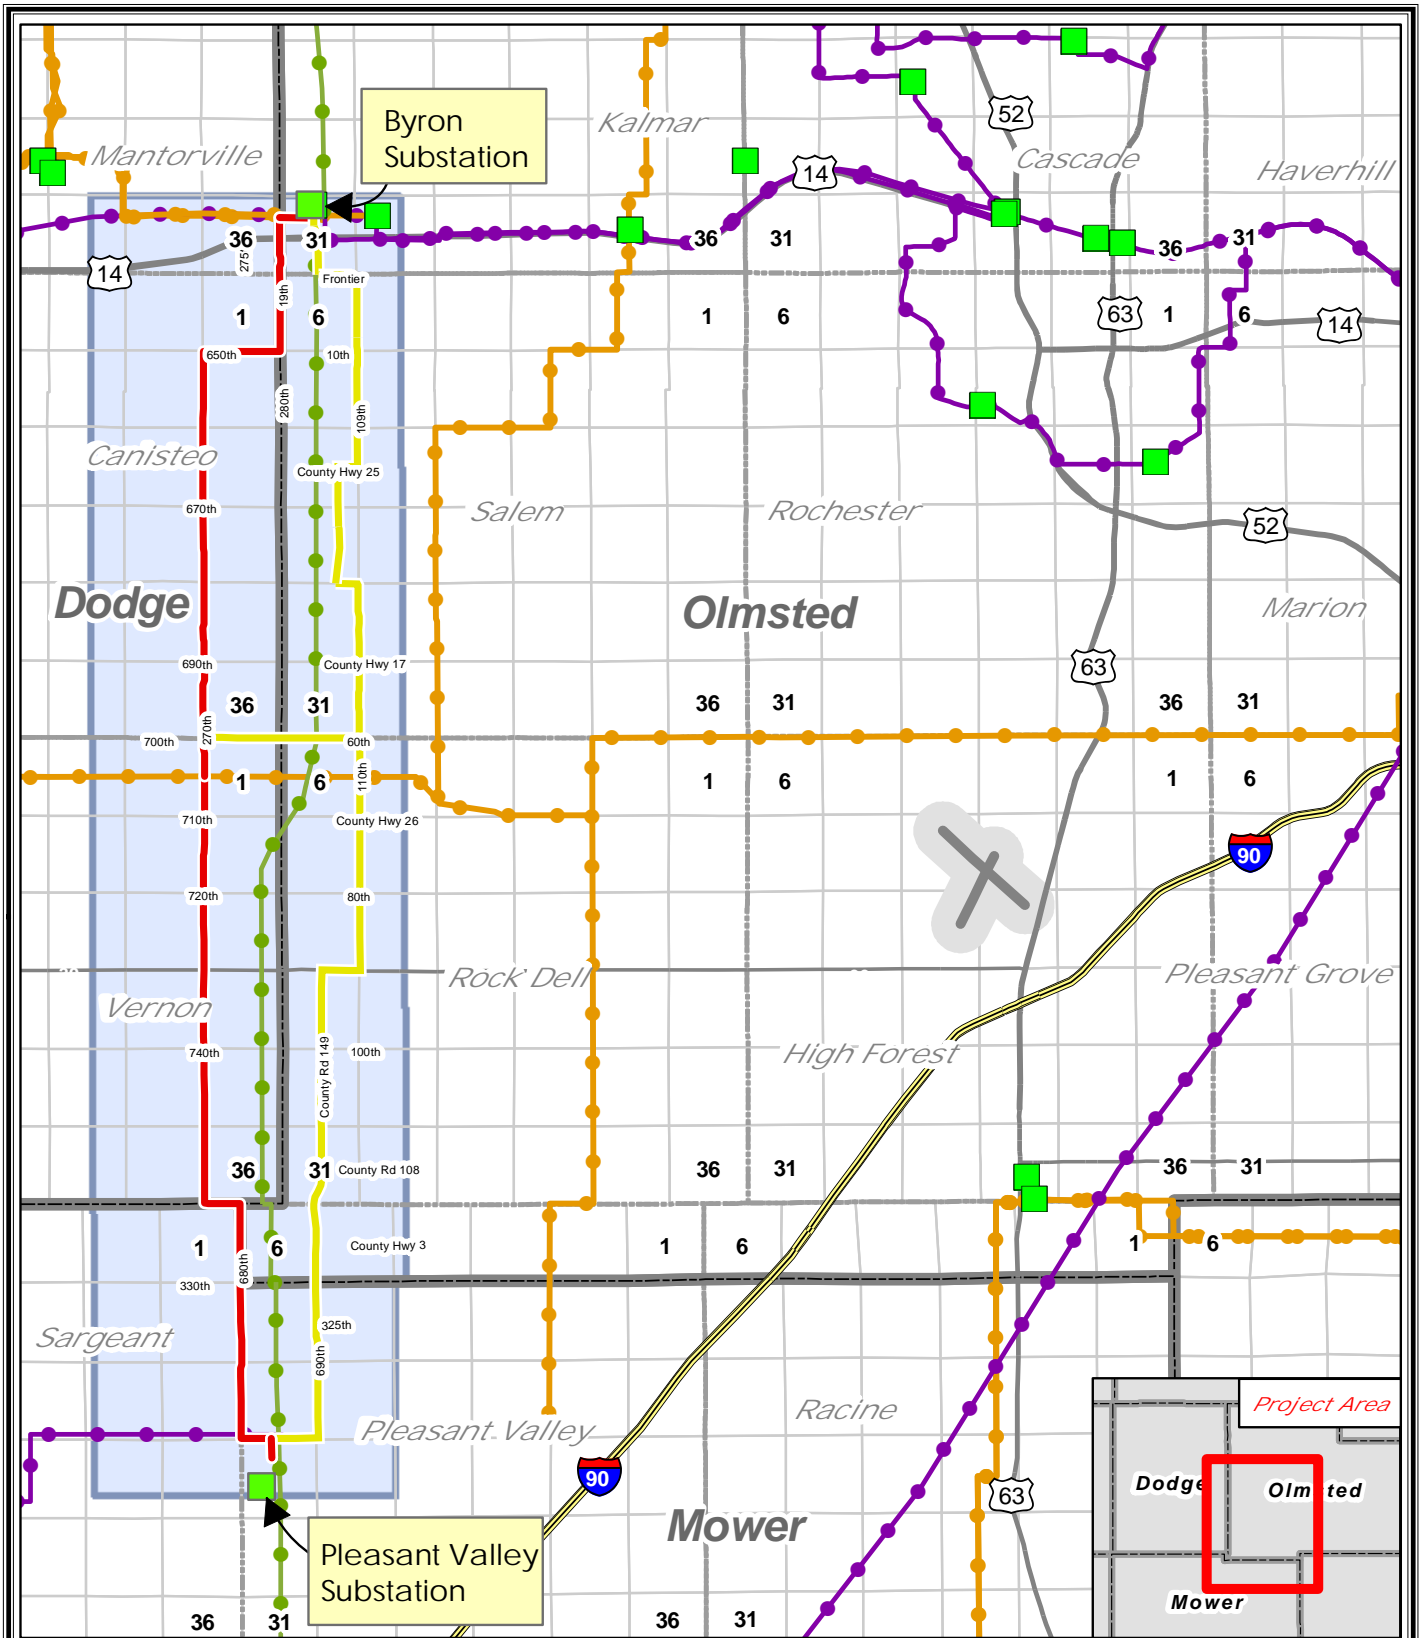 Byron
Substation
Kalmar
52
Mantorville
Cascade
Haverhill
14
36
31
36
31
36
31
275
14
Frontier
19th
1
6
1
6
63
1
6
14
650th
10th
280th
109th
Canisteo
County Hwy 25
670th
Salem
Rochester
52
Dodge
Olmsted
Marion
690th
County Hwy 17
63
36
31
36
31
36
31
270th
700th
60th
1
6
110th
1
6
1
6
710th
County Hwy 26
90
720th
80th
Rock Dell
Pleasant Grove
Vernon
740th
County Rd 149
100th
High Forest
36
31
County Rd 108
36
31
36
31
1
6
County Hwy 3
1
6
1
6
680th
330th
Sargeant
325th
690th
Racine
Project Area
Pleasant Valley
90
63
Dodge
Olmsted
Mower
Pleasant Valley
Substation
Mower
36
31
36
31